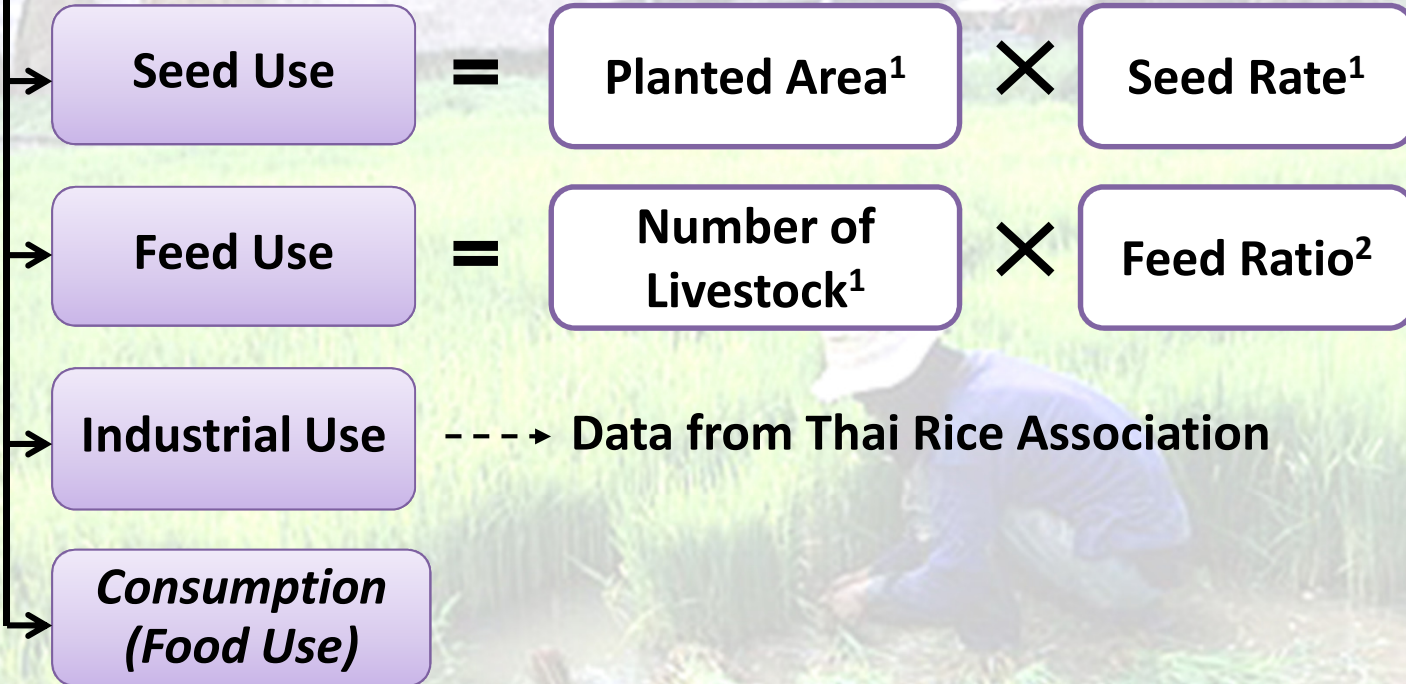 Seed Use = Planted Area¹ × Seed Rate¹
Feed Use = Number of
Livestock¹ × Feed Ratio²
Industrial Use Data from Thai Rice Association
Consumption
(Food Use)